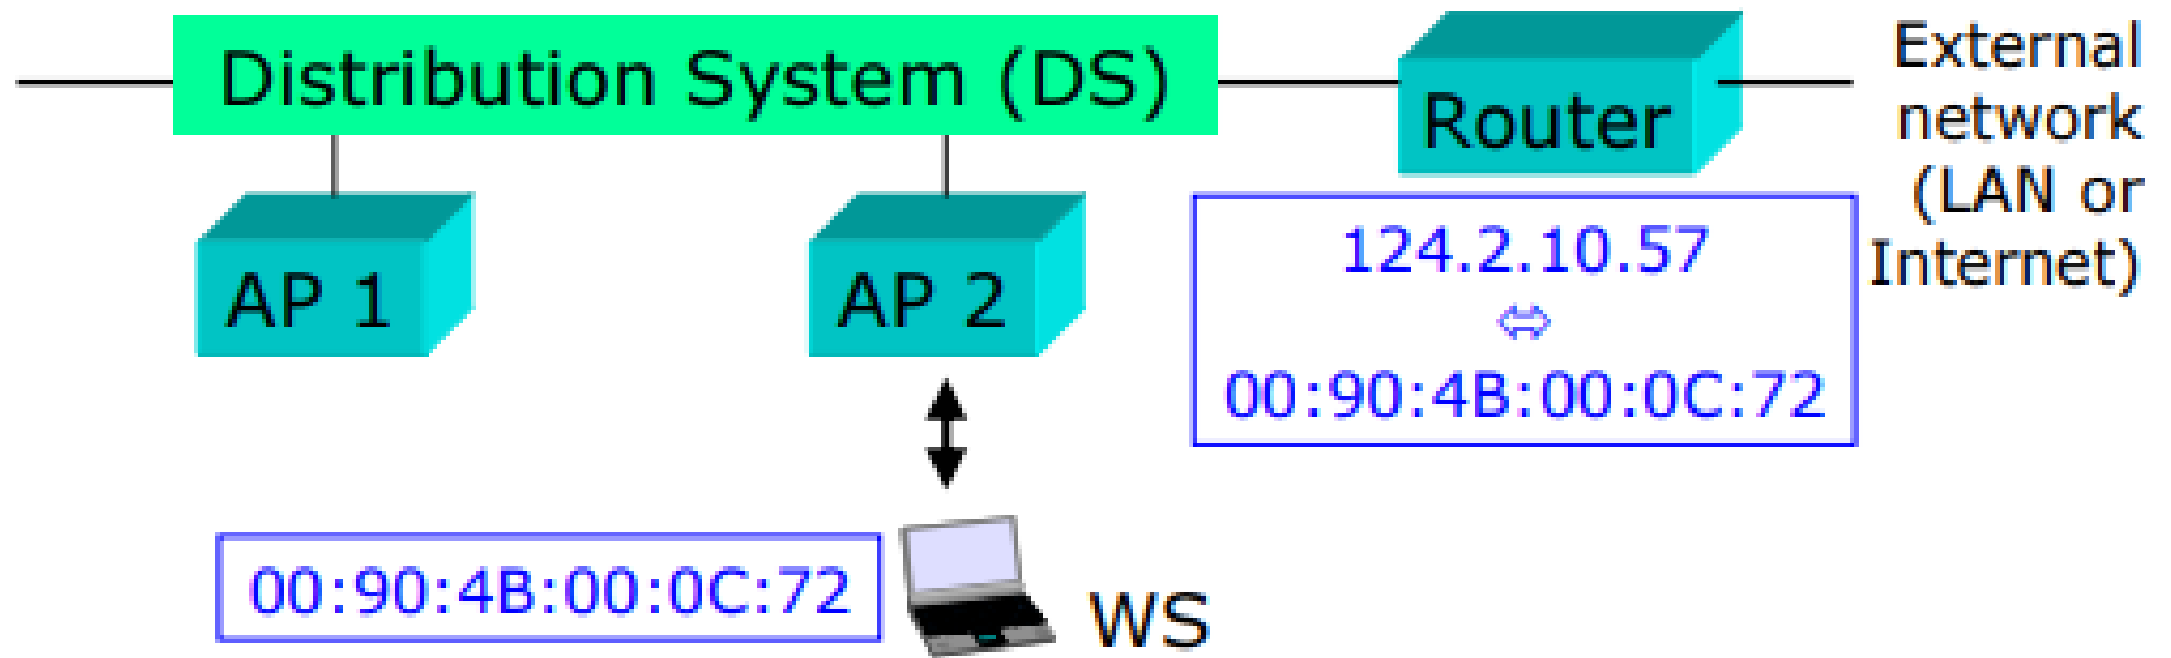 Distribution System (DS)
Router
External
network
(LAN or
Internet)
AP 1
AP 2
124.2.10.57
⇔
00:90:4B:00:0C:72
00:90:4B:00:0C:72
WS